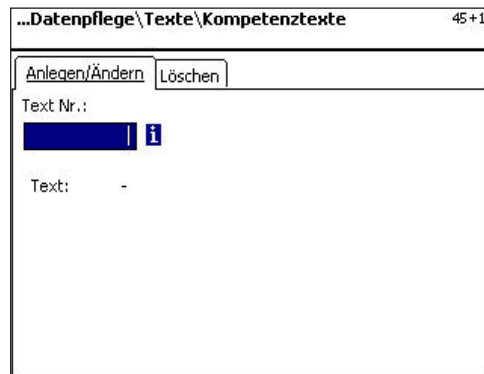 ...Datenpflege\Texte\Kompetenztexte 45+1
Anlegen/Ändern Löschen
Text Nr.:
i
Text: -